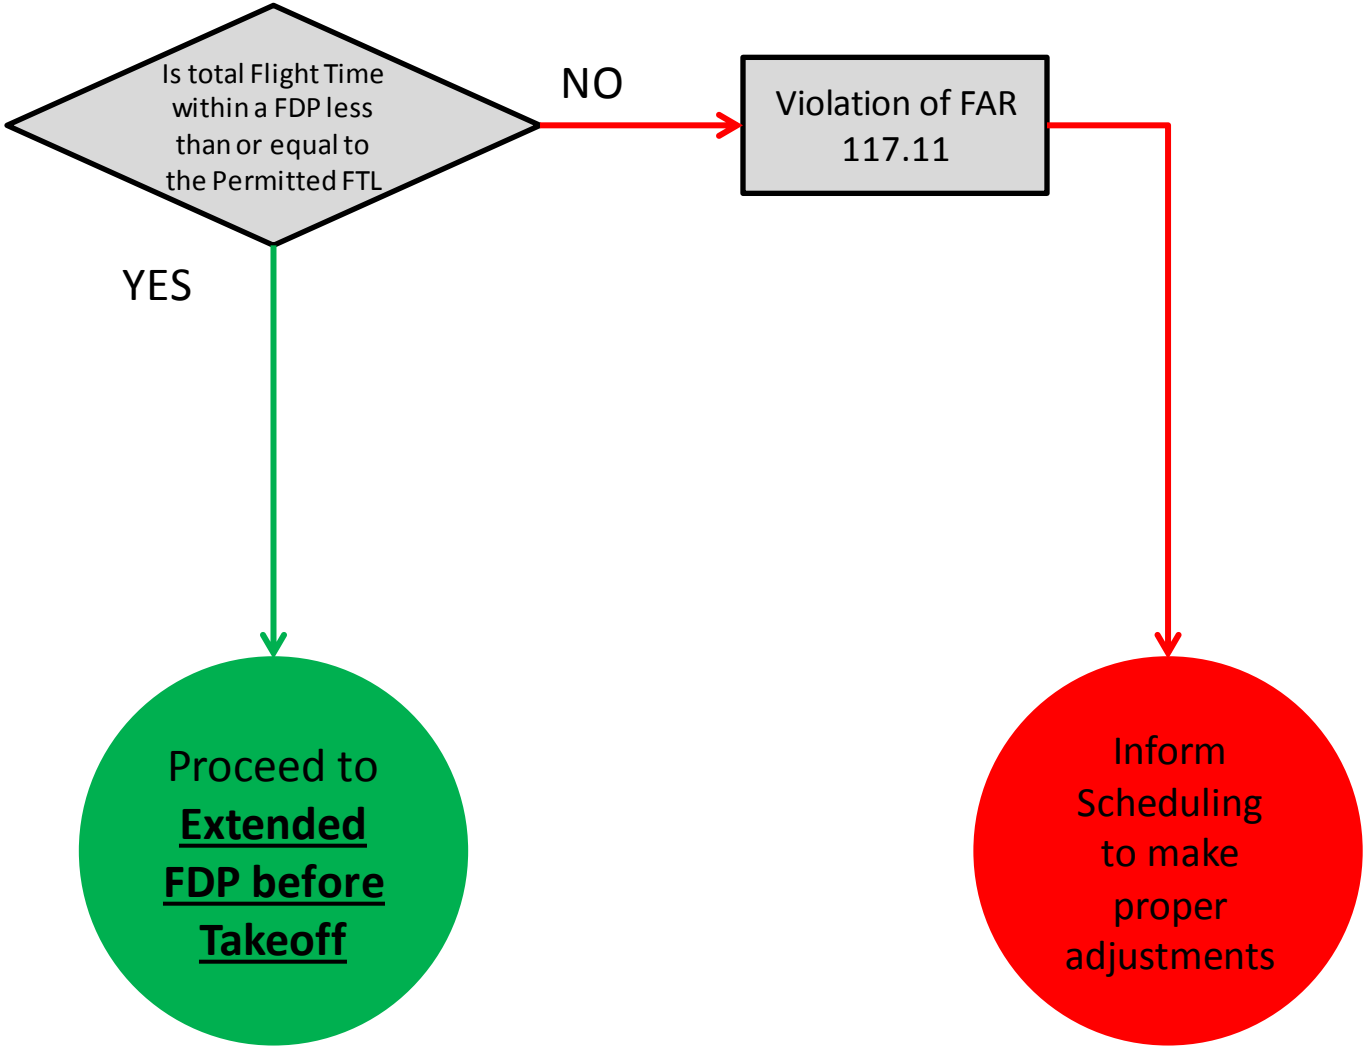 Is total Flight Time
within a FDP less
than or equal to
the Permitted FTL
NO
Violation of FAR
117.11
YES
Proceed to
Extended
FDP before
Takeoff
Inform
Scheduling
to make
proper
adjustments